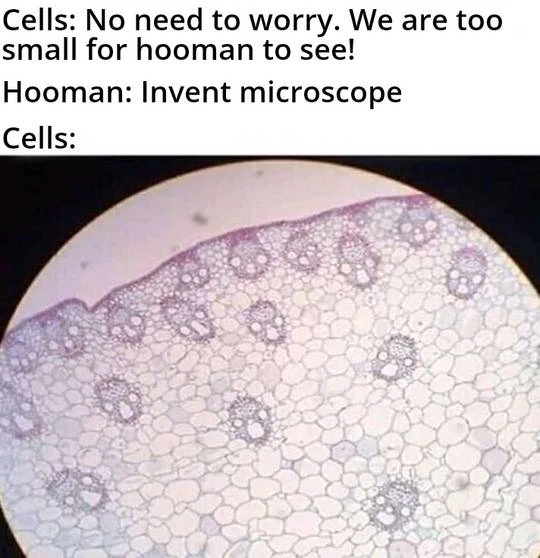 Cells: No need to worry. We are too
small for hooman to see!
Hooman: Invent microscope
Cells: